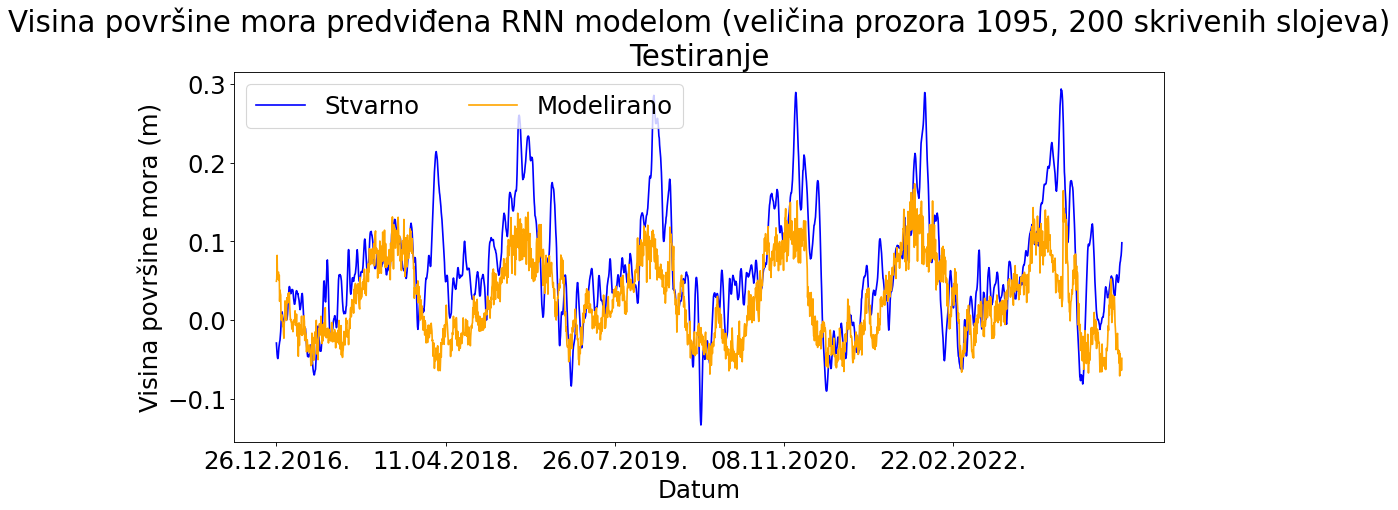 Visina površine mora predviđena RNN modelom (veličina prozora 1095, 200 skrivenih slojeva)
Testiranje
Stvarno
Modelirano
Visina površine mora (m)
0.3
0.2
0.1
0.0
−0.1
26.12.2016.
11.04.2018.
26.07.2019.
08.11.2020.
22.02.2022.
Datum